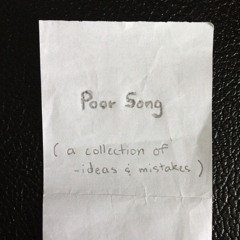 Poor Song
( a collection of
-ideas & mistakes )